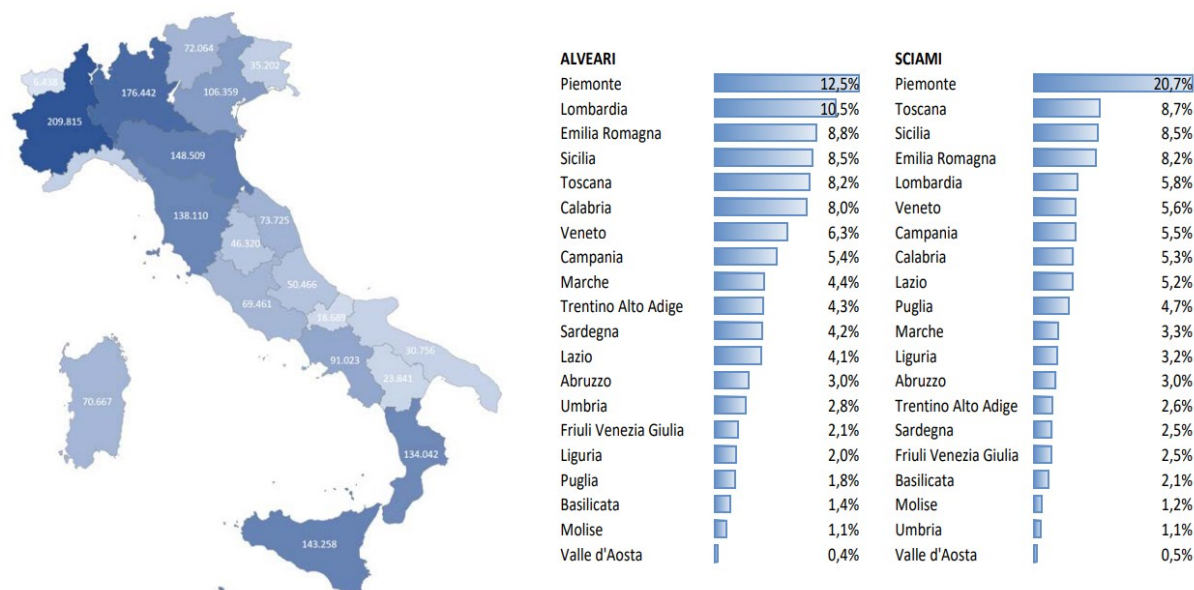 72.064
35.202
6.438
176.442
106.359
209.815
148.509
138.110
73.725
46.320
50.466
69.461
18.689
30.756
91.023
23.841
70.667
134.042
143.258
ALVEARI
Piemonte 12,5%
Lombardia 10,5%
Emilia Romagna 8,8%
Sicilia 8,5%
Toscana 8,2%
Calabria 8,0%
Veneto 6,3%
Campania 5,4%
Marche 4,4%
Trentino Alto Adige 4,3%
Sardegna 4,2%
Lazio 4,1%
Abruzzo 3,0%
Umbria 2,8%
Friuli Venezia Giulia 2,1%
Liguria 2,0%
Puglia 1,8%
Basilicata 1,4%
Molise 1,1%
Valle d'Aosta 0,4%
SCIAMI
Piemonte 20,7%
Toscana 8,7%
Sicilia 8,5%
Emilia Romagna 8,2%
Lombardia 5,8%
Veneto 5,6%
Campania 5,5%
Calabria 5,3%
Lazio 5,2%
Puglia 4,7%
Marche 3,3%
Liguria 3,2%
Abruzzo 3,0%
Trentino Alto Adige 2,6%
Sardegna 2,5%
Friuli Venezia Giulia 2,5%
Basilicata 2,1%
Molise 1,2%
Umbria 1,1%
Valle d'Aosta 0,5%